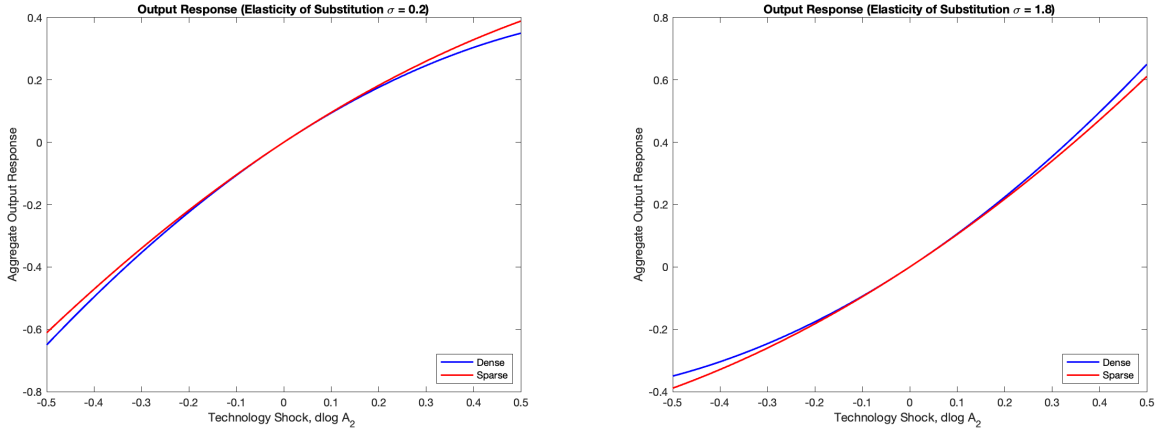 Output Response (Elasticity of Substitution σ = 0.2)
Aggregate Output Response
0.4
0.2
0
-0.2
-0.4
-0.6
-0.8
-0.5 -0.4 -0.3 -0.2 -0.1 0 0.1 0.2 0.3 0.4 0.5
Technology Shock, dlog A₂
Dense
Sparse
Output Response (Elasticity of Substitution σ = 1.8)
Aggregate Output Response
0.8
0.6
0.4
0.2
0
-0.2
-0.4
-0.5 -0.4 -0.3 -0.2 -0.1 0 0.1 0.2 0.3 0.4 0.5
Technology Shock, dlog A₂
Dense
Sparse